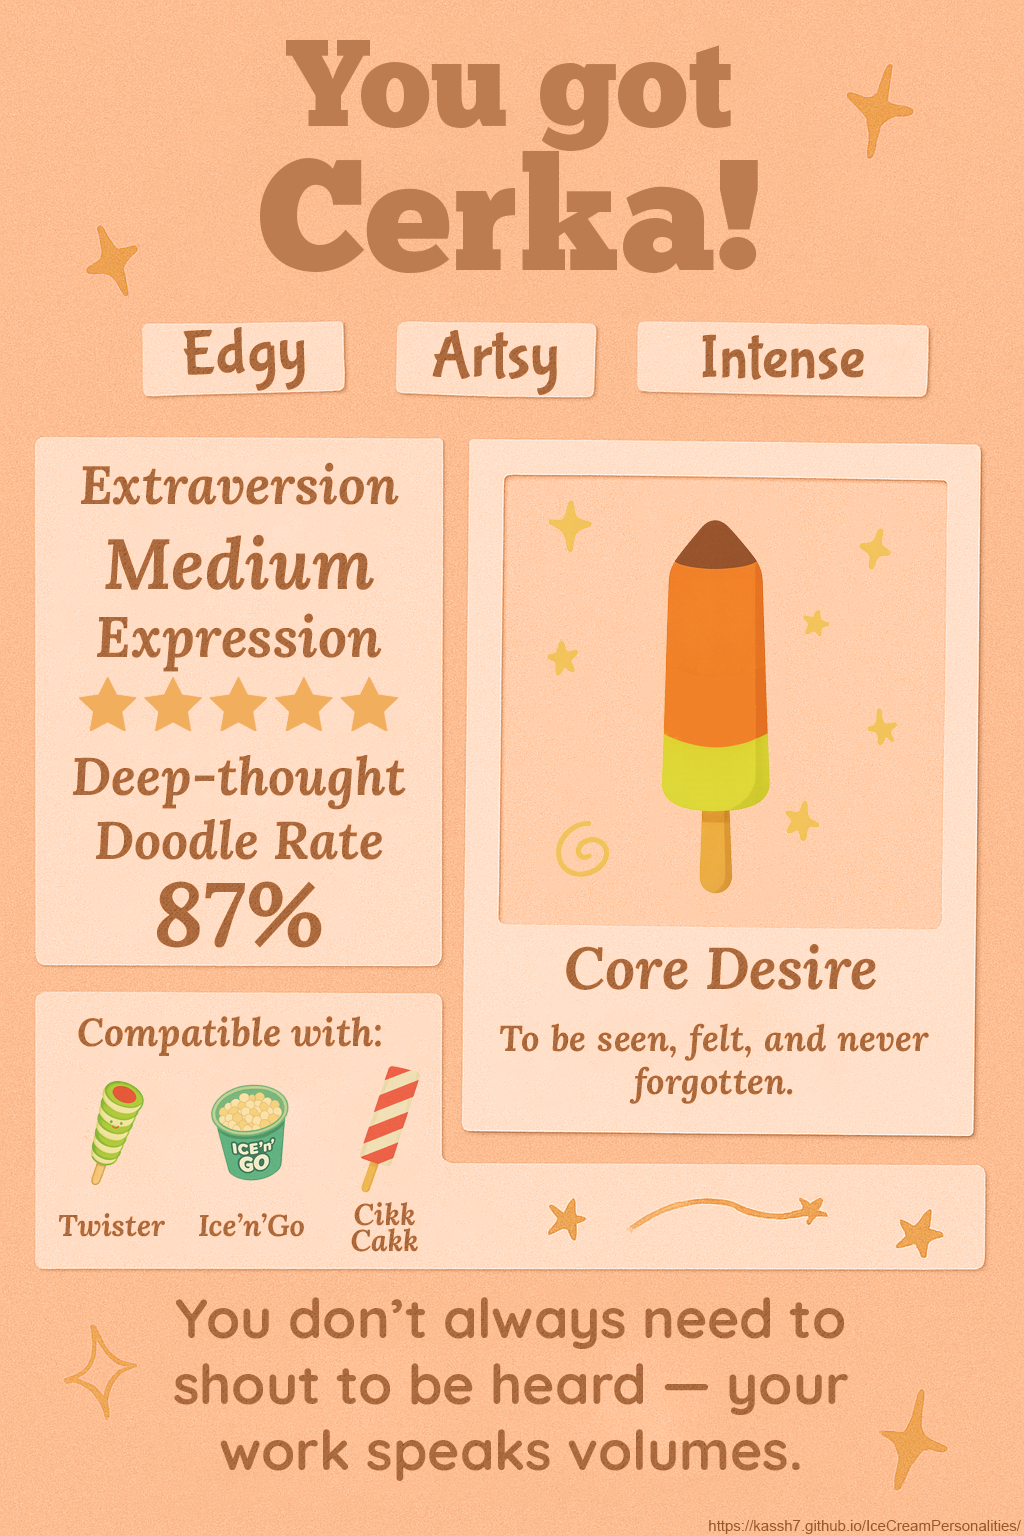 You got
Cerka!
Edgy
Artsy
Intense
Extraversion
Medium
Expression
Deep-thought
Doodle Rate
87%
Core Desire
To be seen, felt, and never
forgotten.
Compatible with:
ICE'n'
GO
Twister
Ice'n'Go
Cikk
Cakk
You don't always need to
shout to be heard — your
work speaks volumes.
https://kassh7.github.io/IceCreamPersonalities/